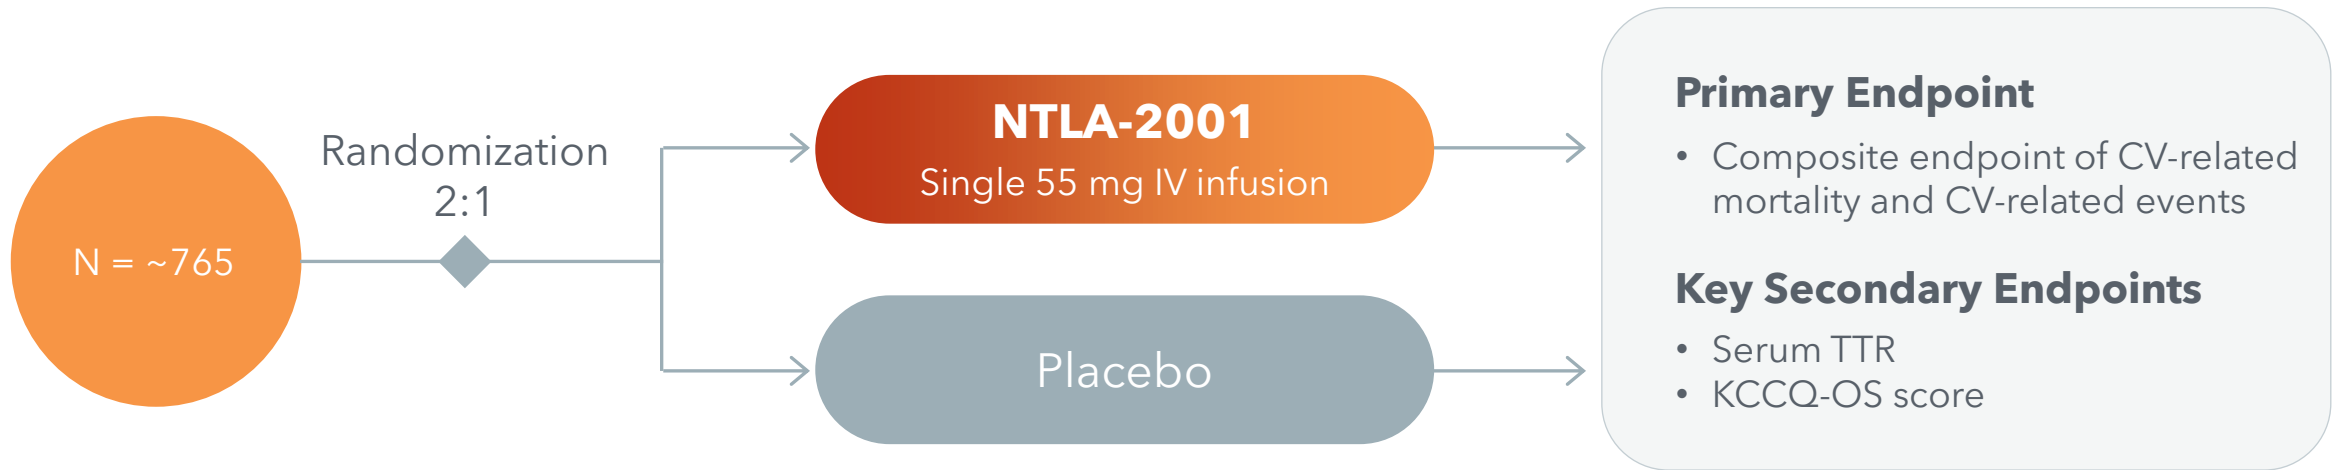 N = ~765
Randomization
2:1
NTLA-2001
Single 55 mg IV infusion
Placebo
Primary Endpoint
• Composite endpoint of CV-related
mortality and CV-related events
Key Secondary Endpoints
• Serum TTR
• KCCQ-OS score